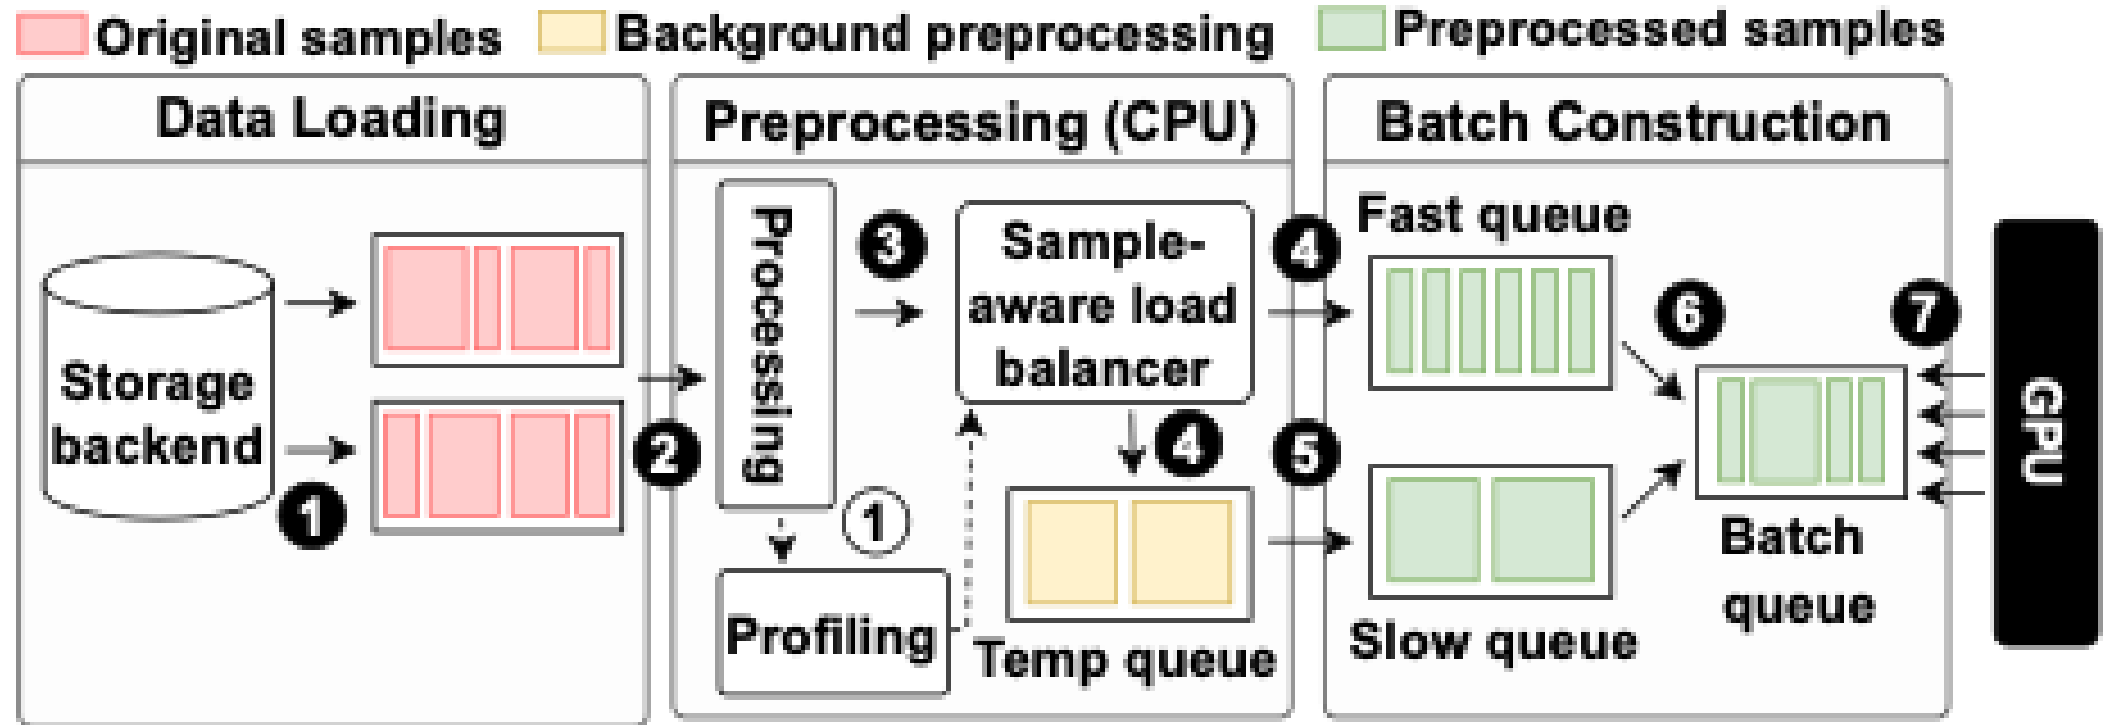 Original samples
Background preprocessing
Preprocessed samples
Data Loading
Storage
backend
1
2
Preprocessing (CPU)
Processing
3
Sample-
aware load
balancer
4
4
1
Profiling
Temp queue
5
Batch Construction
Fast queue
Slow queue
6
7
Batch
queue
GPU